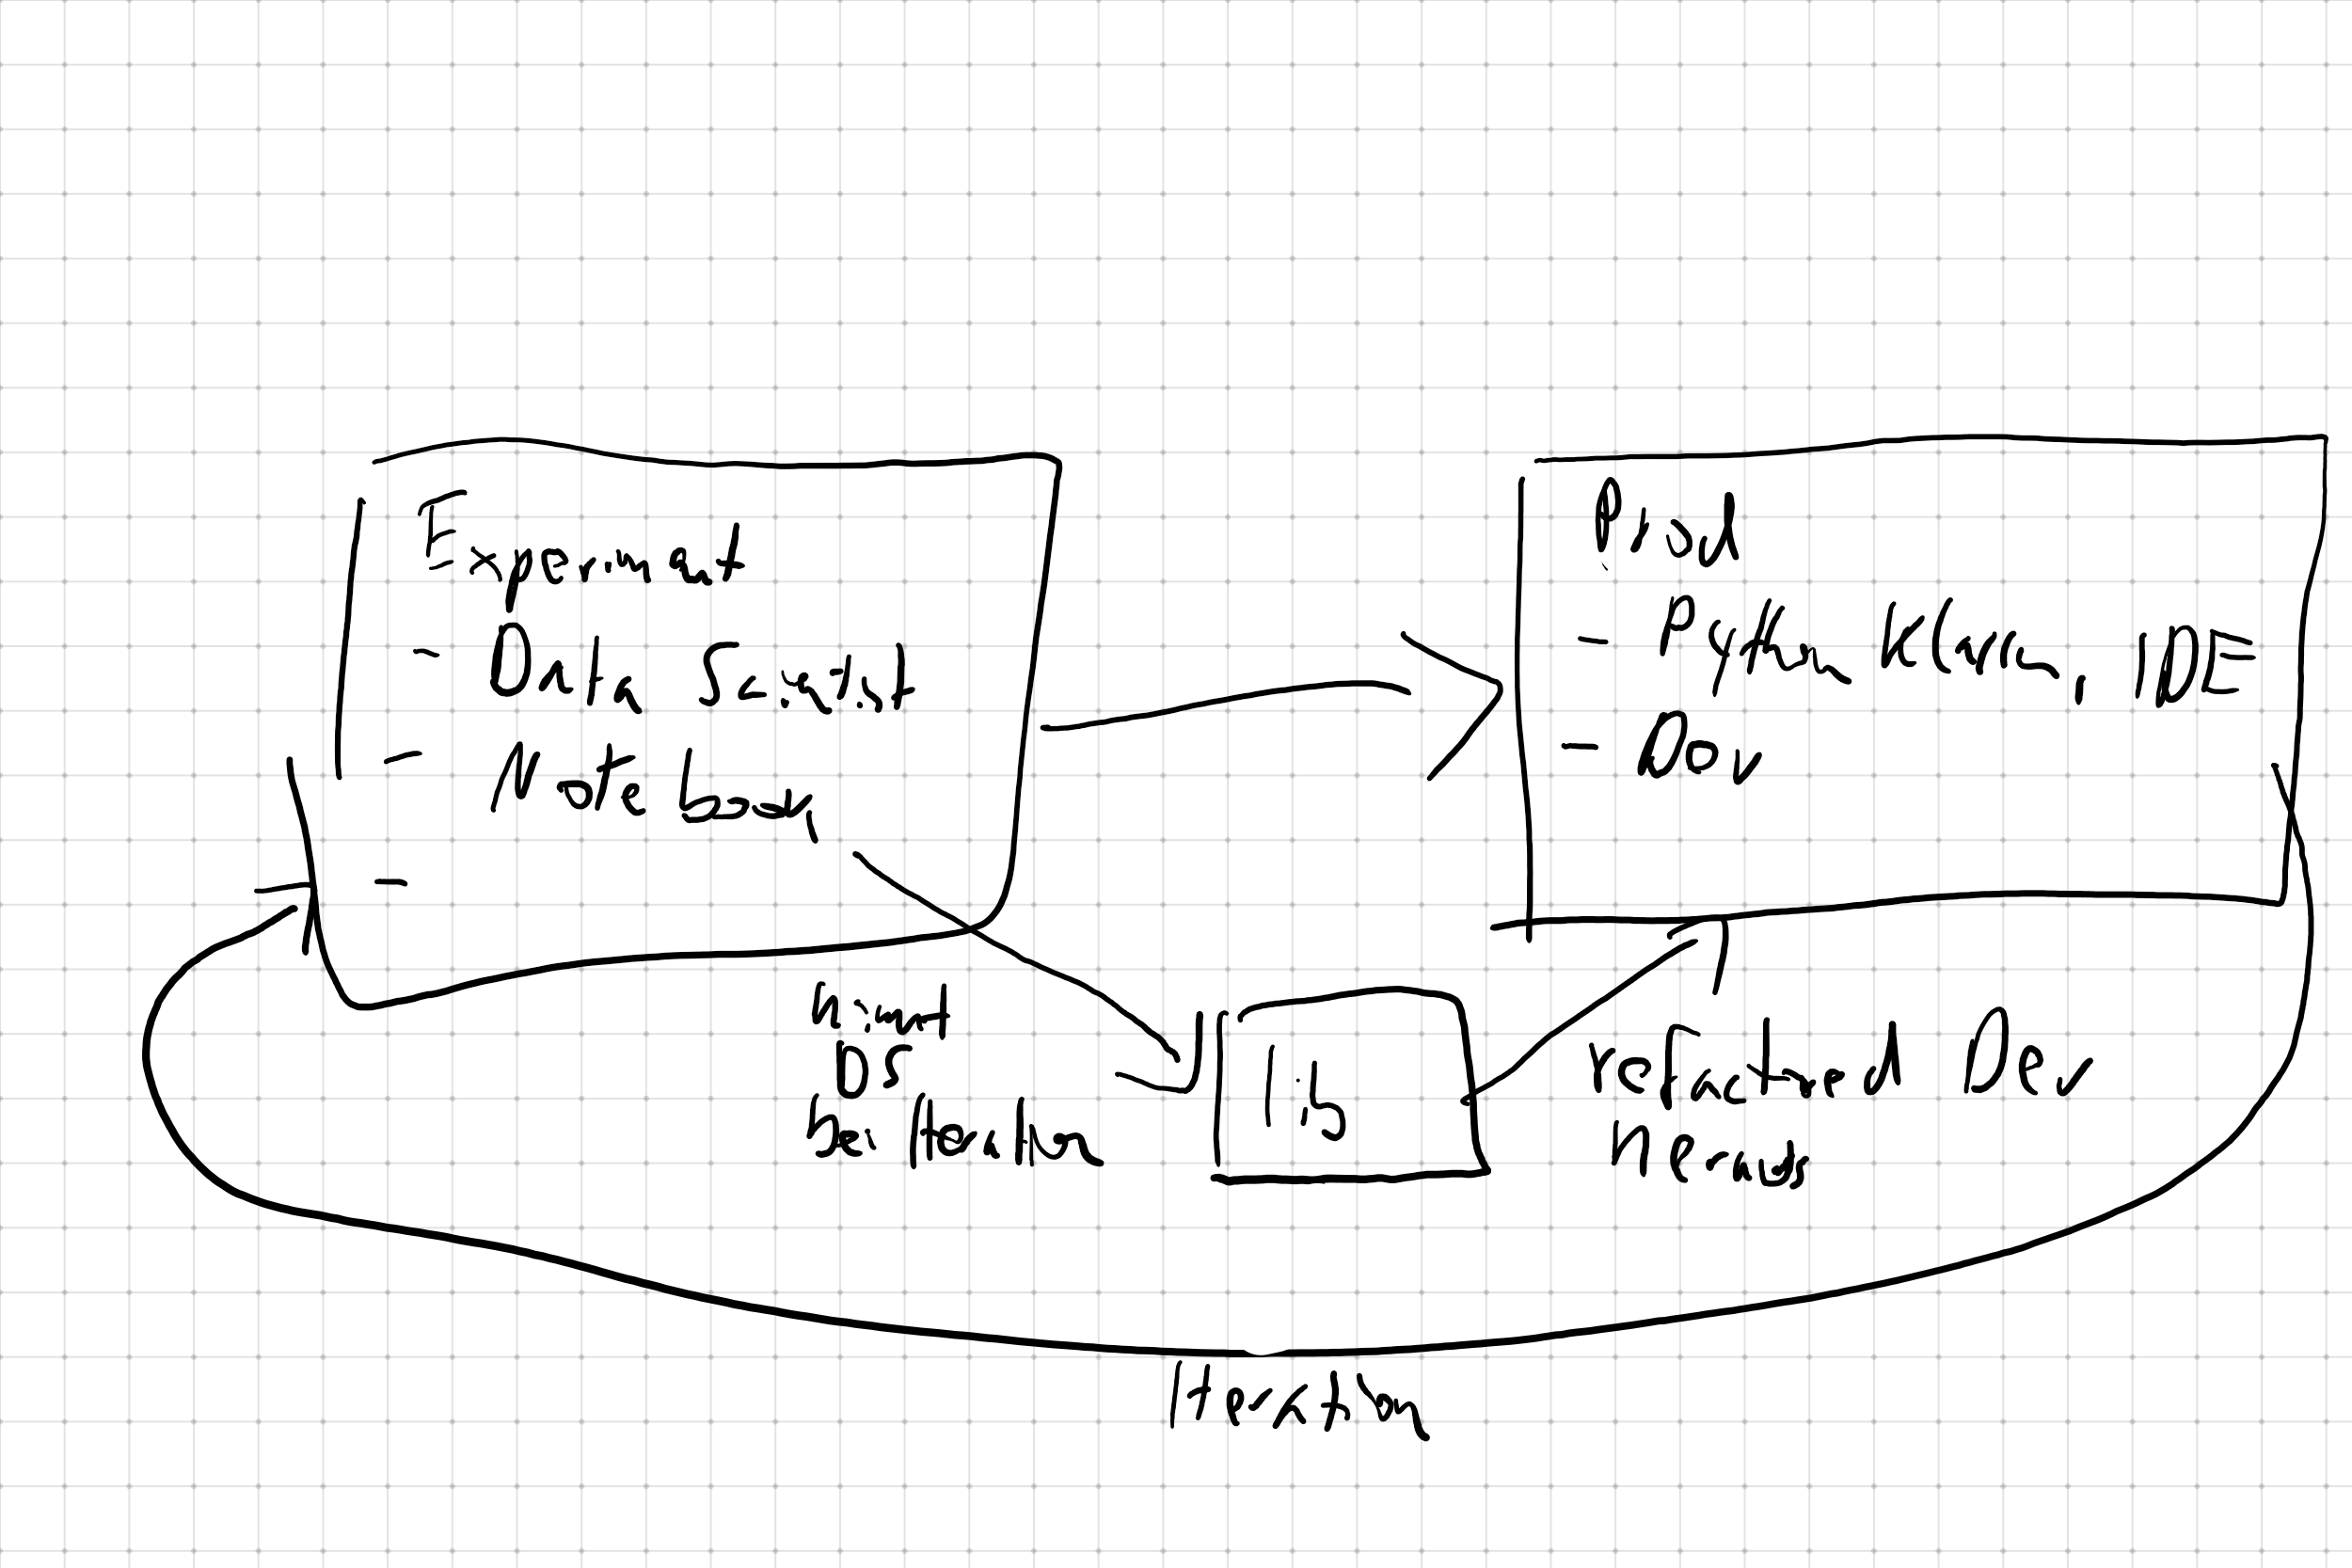 Experiment
- Data Scientist
- Notebook
-
Prod
- Python Klassen, IDE
- Dev
nimmt
DS
bei Iteration
lib
refactored Dev
heraus
Iteration